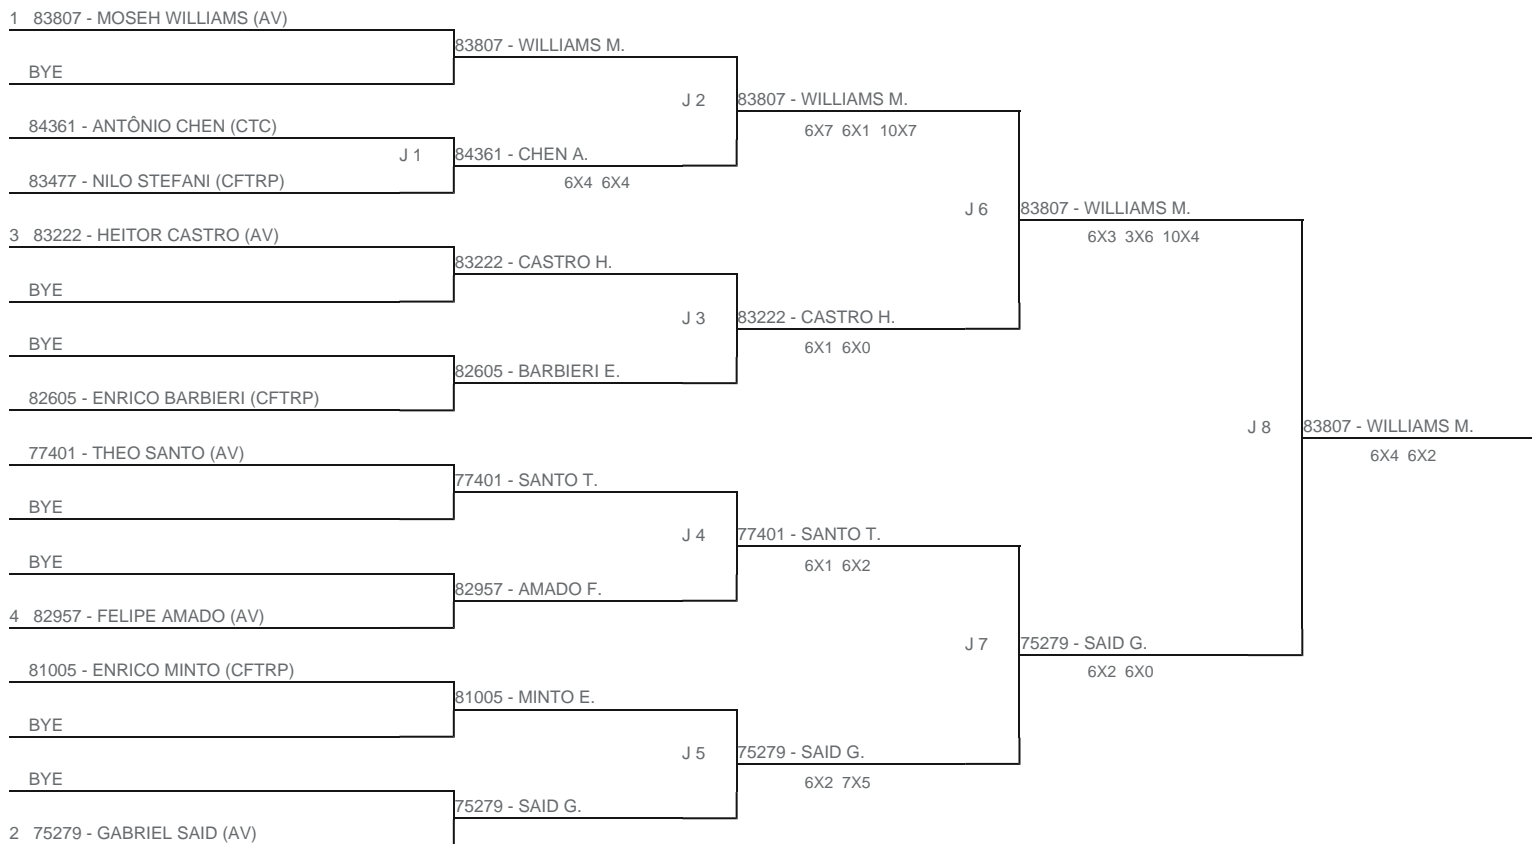 1 83807 - MOSEH WILLIAMS (AV)
83807 - WILLIAMS M.
BYE
J 2
83807 - WILLIAMS M.
6X7 6X1 10X7
84361 - ANTÔNIO CHEN (CTC)
J 1
84361 - CHEN A.
6X4 6X4
83477 - NILO STEFANI (CFTRP)
J 6
83807 - WILLIAMS M.
6X3 3X6 10X4
3 83222 - HEITOR CASTRO (AV)
83222 - CASTRO H.
BYE
J 3
83222 - CASTRO H.
6X1 6X0
BYE
82605 - BARBIERI E.
82605 - ENRICO BARBIERI (CFTRP)
J 8
83807 - WILLIAMS M.
6X4 6X2
77401 - THEO SANTO (AV)
77401 - SANTO T.
BYE
J 4
77401 - SANTO T.
6X1 6X2
BYE
82957 - AMADO F.
4 82957 - FELIPE AMADO (AV)
J 7
75279 - SAID G.
6X2 6X0
81005 - ENRICO MINTO (CFTRP)
81005 - MINTO E.
BYE
J 5
75279 - SAID G.
6X2 7X5
BYE
75279 - SAID G.
2 75279 - GABRIEL SAID (AV)